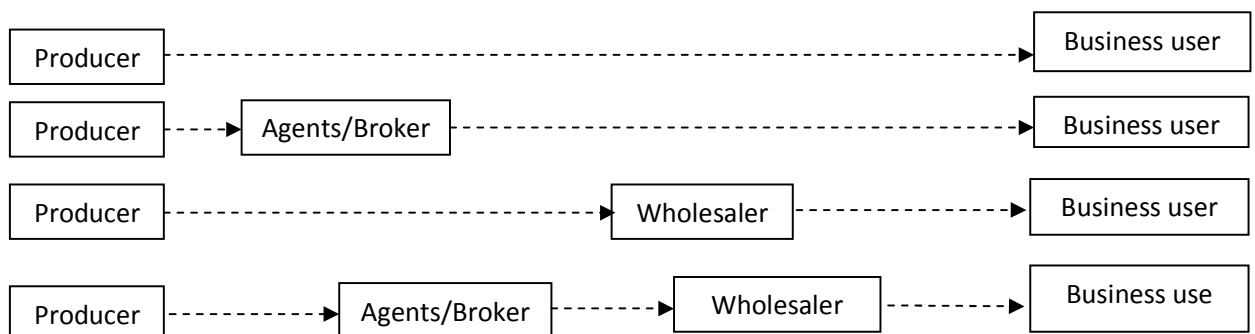 Producer
Business user
Producer
Agents/Broker
Business user
Producer
Wholesaler
Business user
Producer
Agents/Broker
Wholesaler
Business use